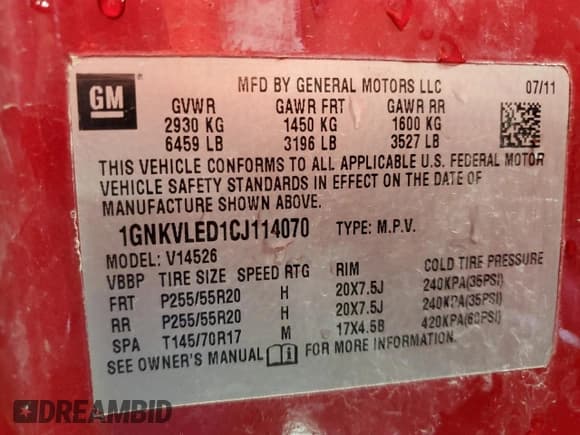 GM
MFD BY GENERAL MOTORS LLC 07/11
GVWR GAWR FRT GAWR RR
2930 KG 1450 KG 1600 KG
6459 LB 3196 LB 3527 LB
THIS VEHICLE CONFORMS TO ALL APPLICABLE U.S. FEDERAL MOTOR
VEHICLE SAFETY STANDARDS IN EFFECT ON THE DATE OF
MANUFACTURE SHOWN ABOVE.
1GNKVLED1CJ114070 TYPE: M.P.V.
MODEL: V14526
VBBP TIRE SIZE SPEED RTG RIM COLD TIRE PRESSURE
FRT P255/55R20 H 20X7.5J 240KPA(35PSI)
RR P255/55R20 H 20X7.5J 240KPA(35PSI)
SPA T145/70R17 M 17X4.5B 420KPA(60PSI)
SEE OWNER'S MANUAL FOR MORE INFORMATION.
DREAMBID